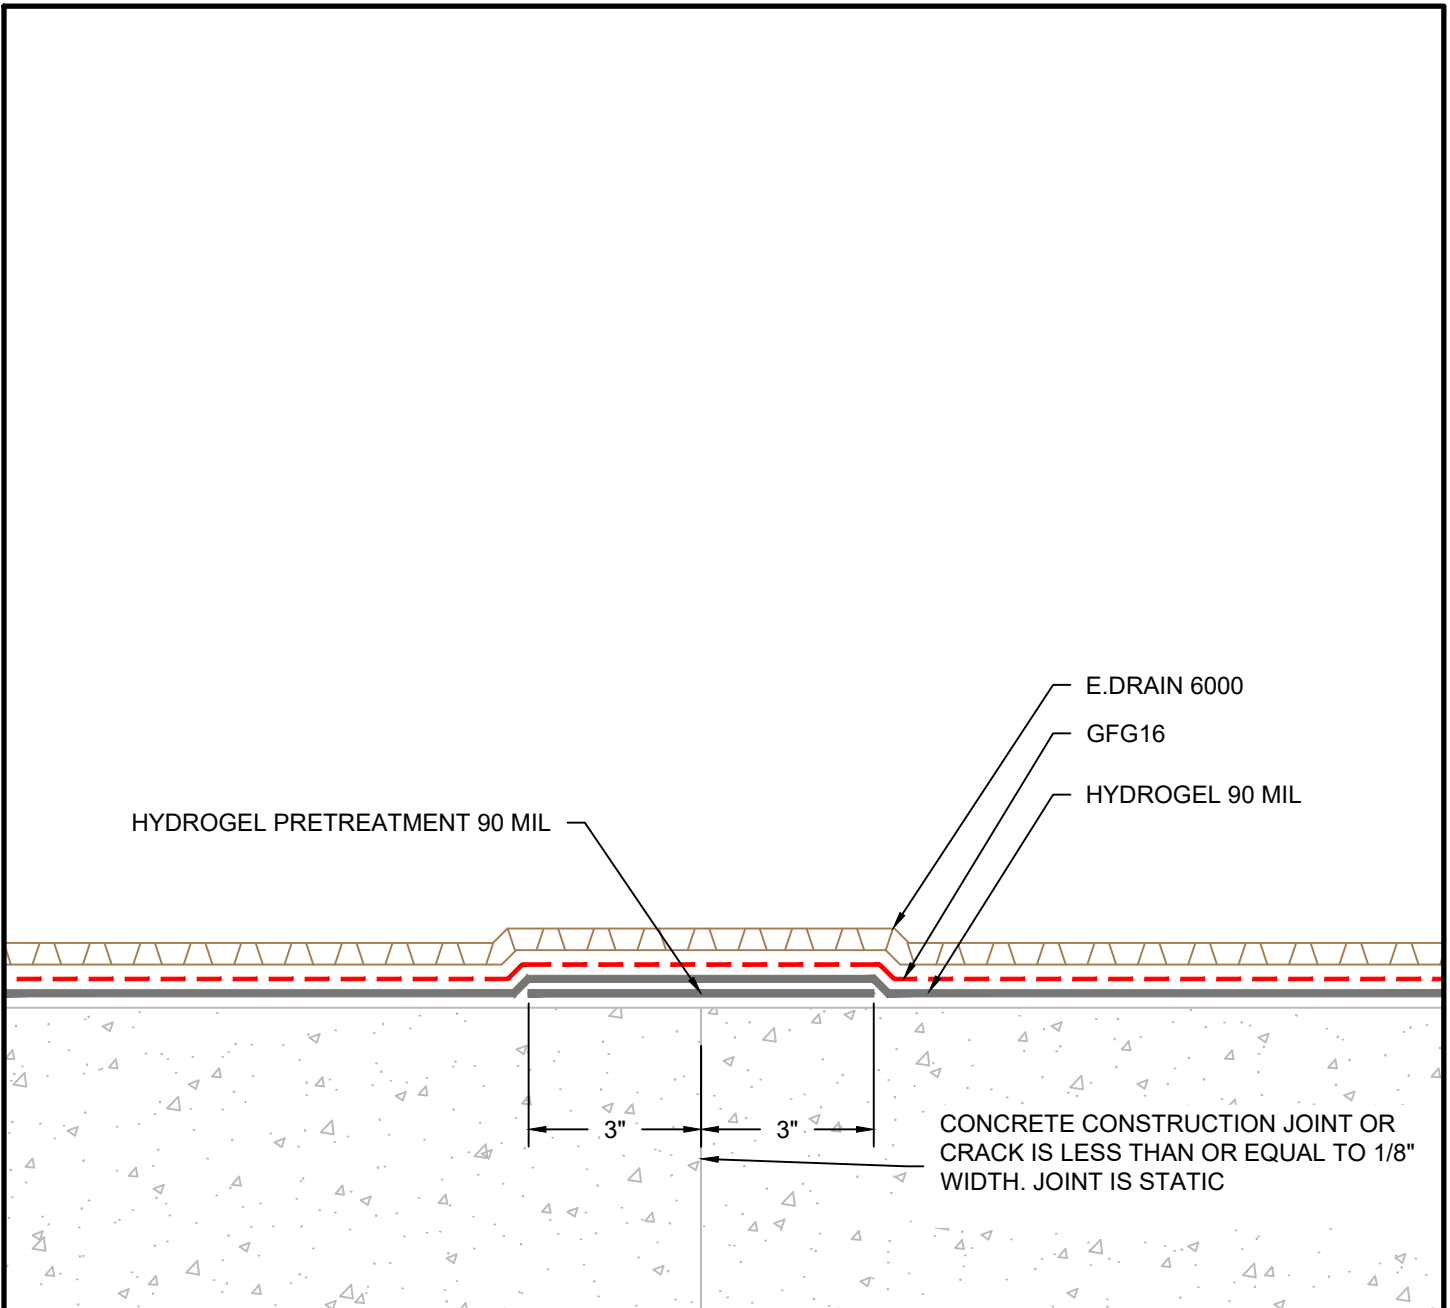 E.DRAIN 6000
GFG16
HYDROGEL 90 MIL
HYDROGEL PRETREATMENT 90 MIL
3"
3"
CONCRETE CONSTRUCTION JOINT OR
CRACK IS LESS THAN OR EQUAL TO 1/8"
WIDTH. JOINT IS STATIC